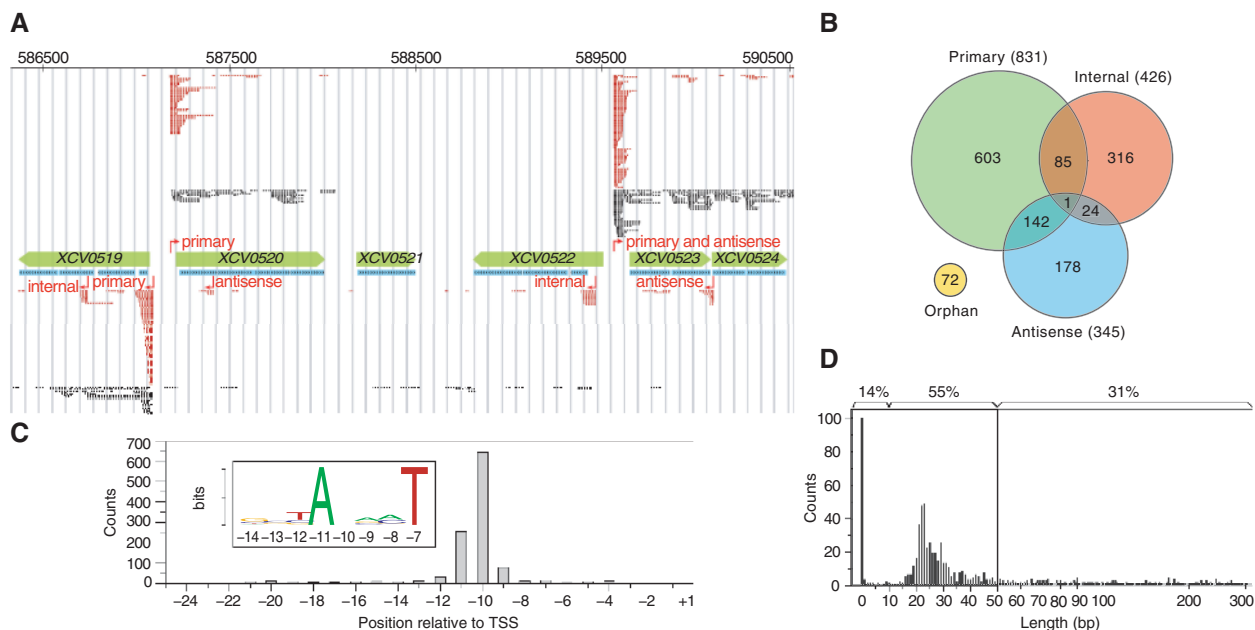 A
586500 587500 588500 589500 590500
primary
primary and antisense
XCV0519 XCV0520 XCV0521 XCV0522 XCV0523 XCV0524
internal primary antisense internal antisense
B
Primary (831)
Internal (426)
603 85 316
1
142 24
178
72
Orphan
Antisense (345)
C
700
600
500
400
300
200
100
0
Counts
bits
A
T
T
–14 –13 –12 –11 –10 –9 –8 –7
–24 –22 –20 –18 –16 –14 –12 –10 –8 –6 –4 –2 +1
Position relative to TSS
D
14% 55% 31%
100
80
60
40
20
0
Counts
0 10 20 30 40 50 60 70 80 90 100 200 300
Length (bp)